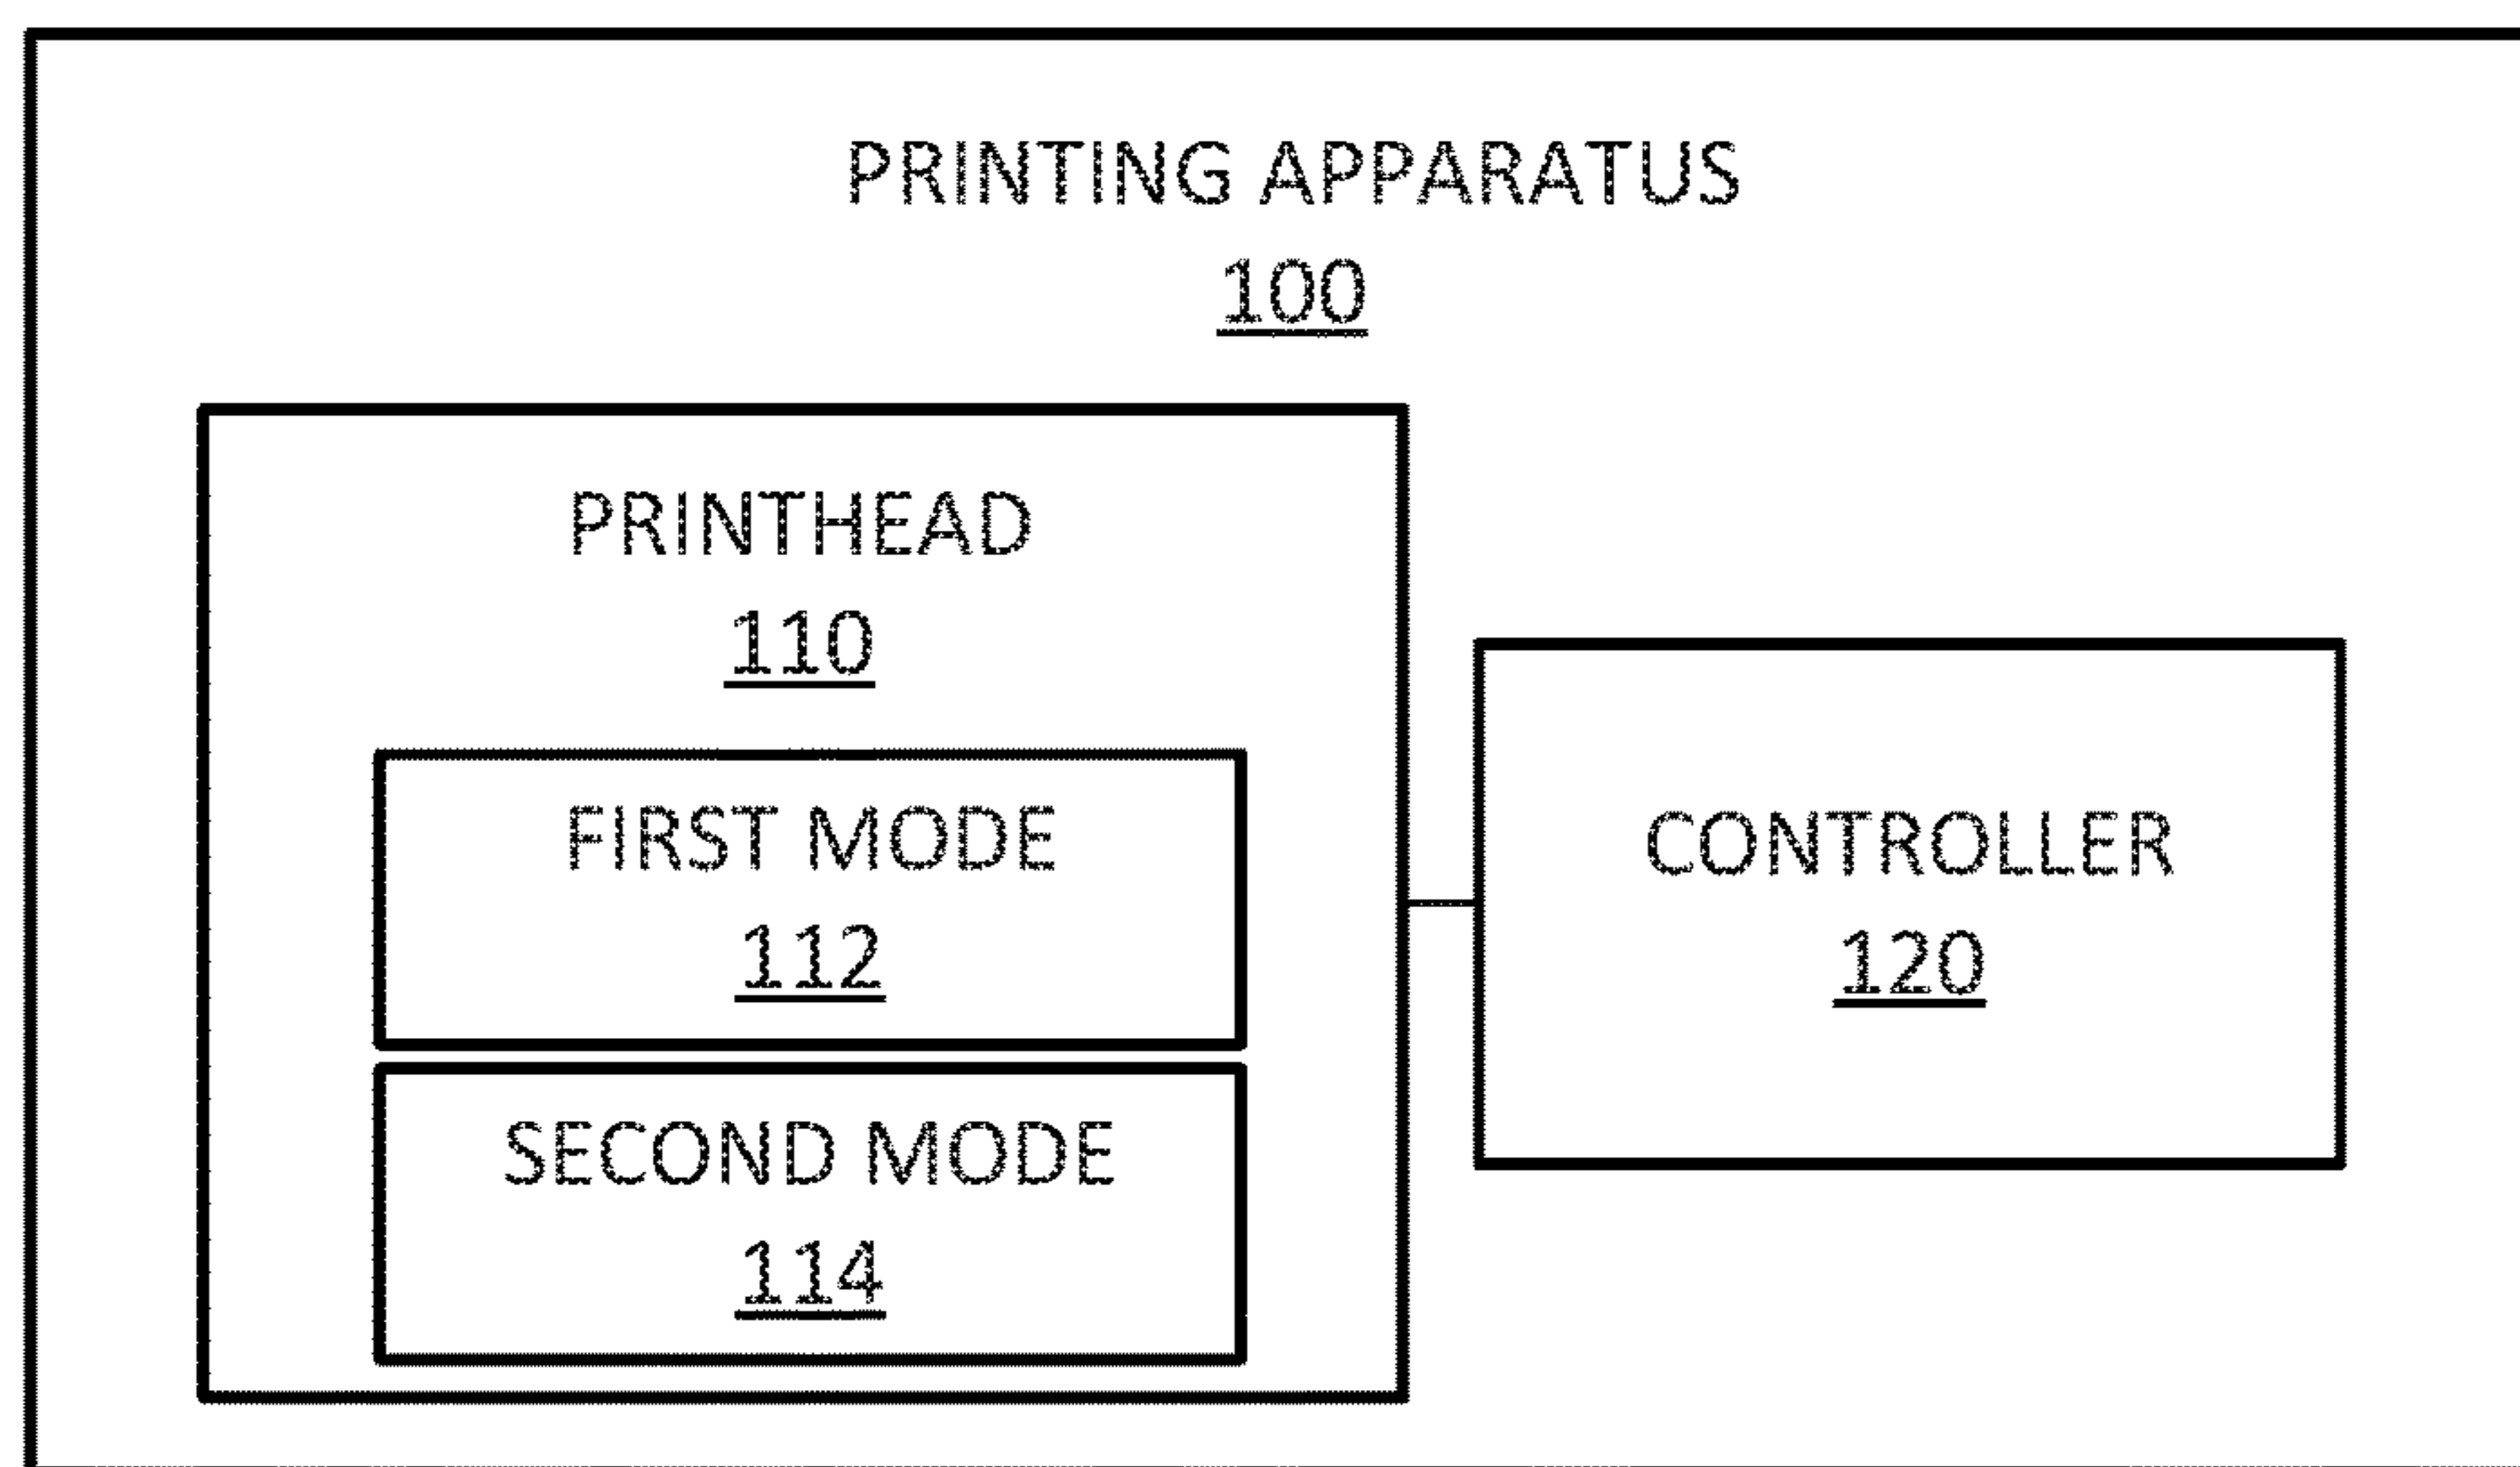 PRINTING APPARATUS
100
PRINTHEAD
110
FIRST MODE
112
SECOND MODE
114
CONTROLLER
120